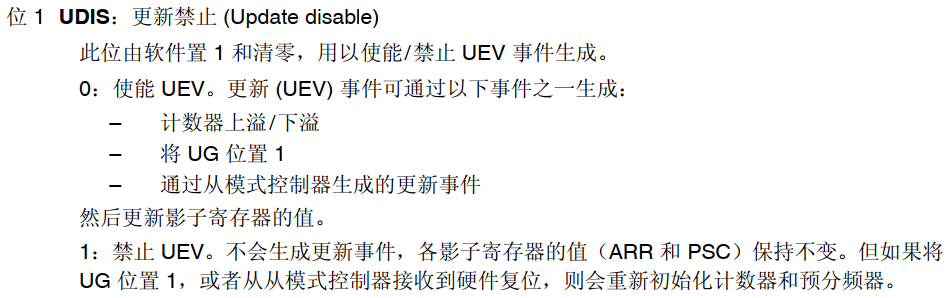 位 1 UDIS：更新禁止 (Update disable)
此位由软件置 1 和清零，用以使能/禁止 UEV 事件生成。
0：使能 UEV。更新 (UEV) 事件可通过以下事件之一生成：
– 计数器上溢/下溢
– 将 UG 位置 1
– 通过从模式控制器生成的更新事件
然后更新影子寄存器的值。
1：禁止 UEV。不会生成更新事件，各影子寄存器的值（ARR 和 PSC）保持不变。但如果将
UG 位置 1，或者从从模式控制器接收到硬件复位，则会重新初始化计数器和预分频器。